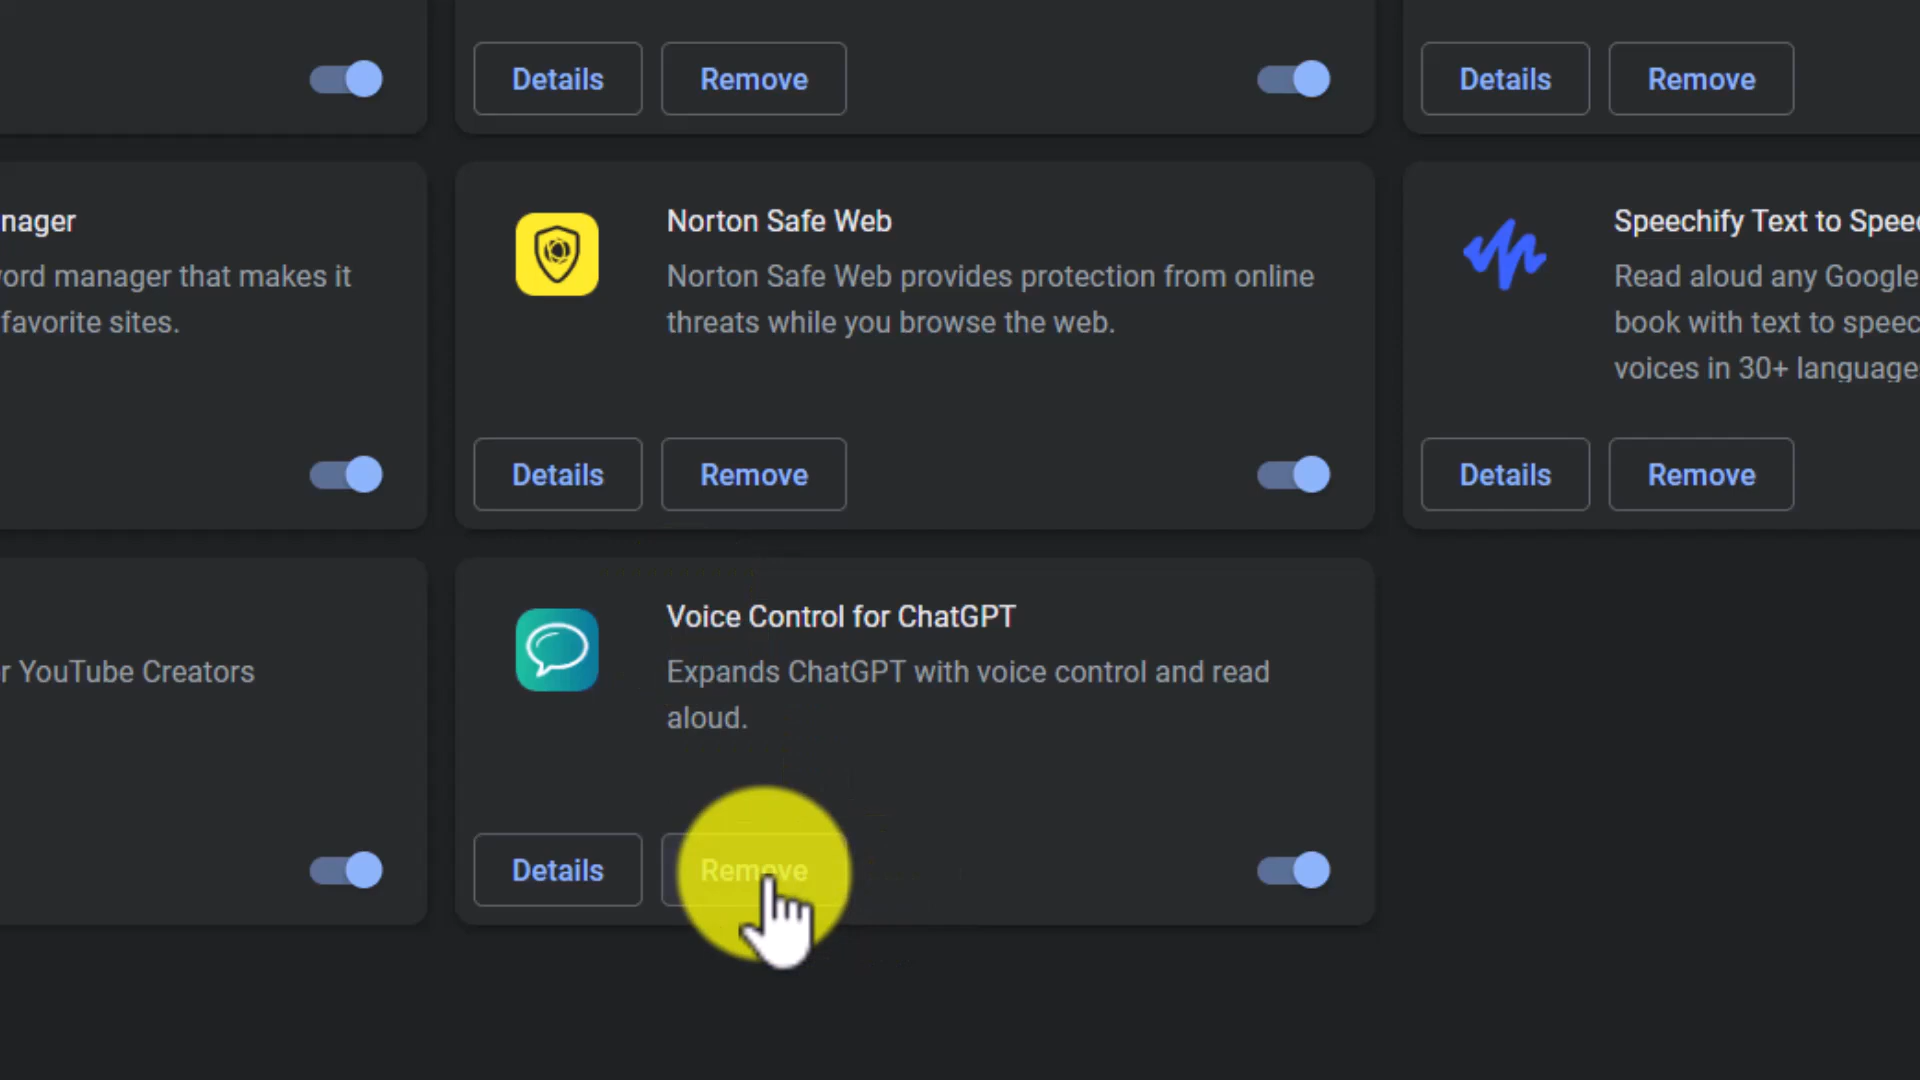 Details
Remove
Details
Remove
nager
ord manager that makes it
favorite sites.
Norton Safe Web
Norton Safe Web provides protection from online
threats while you browse the web.
Details
Remove
Speechify Text to Speec
Read aloud any Google
book with text to speec
voices in 30+ language
Details
Remove
r YouTube Creators
Voice Control for ChatGPT
Expands ChatGPT with voice control and read
aloud.
Details
Remove